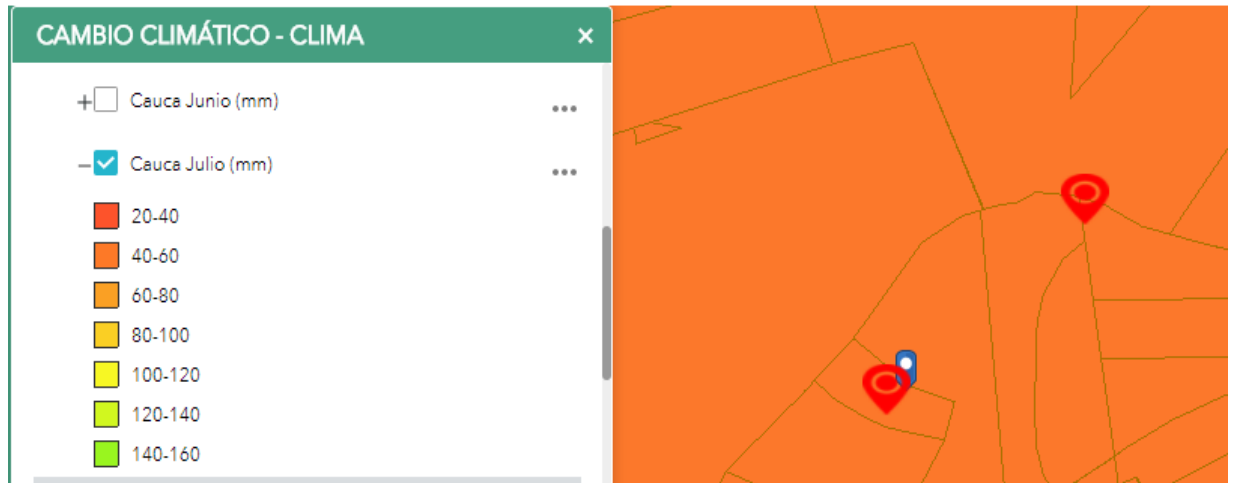 CAMBIO CLIMÁTICO - CLIMA ×
Cauca Junio (mm)
Cauca Julio (mm)
20-40
40-60
60-80
80-100
100-120
120-140
140-160